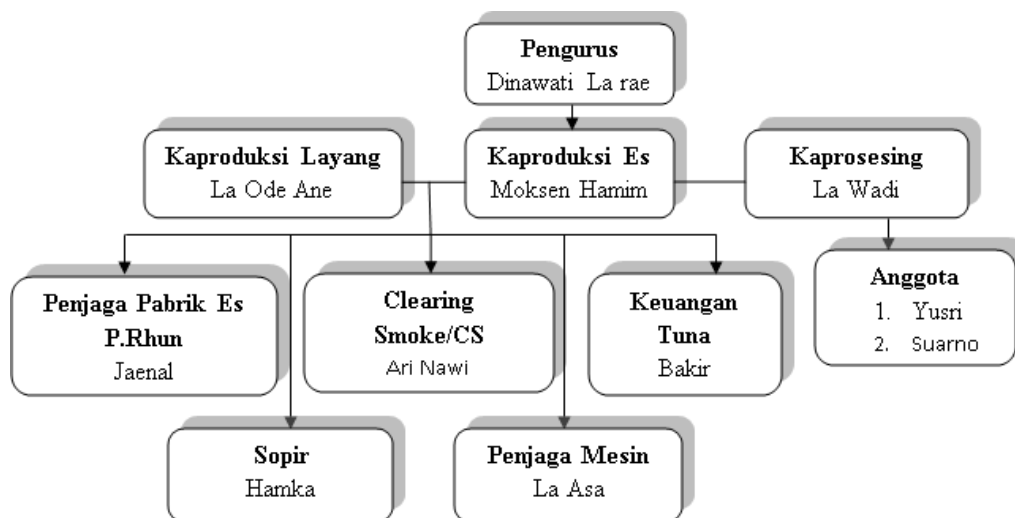 Pengurus
Dinawati La rae
Kaproduksi Layang
La Ode Ane
Kaproduksi Es
Moksen Hamim
Kaprosesing
La Wadi
Penjaga Pabrik Es
P.Rhun
Jaenal
Clearing
Smoke/CS
Ari Nawi
Keuangan
Tuna
Bakir
Anggota
1. Yusri
2. Suarno
Sopir
Hamka
Penjaga Mesin
La Asa